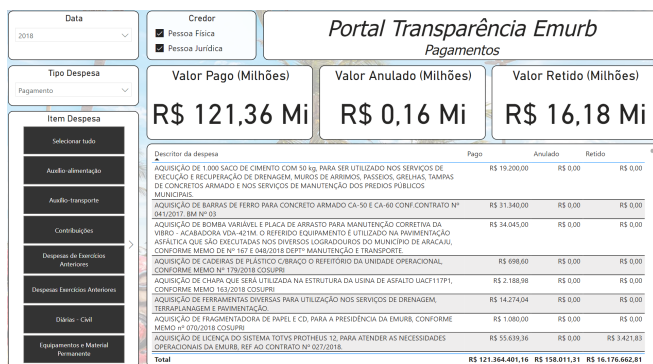 Data
2018
Credor
Pessoa Física
Pessoa Jurídica
Portal Transparência Emurb
Pagamentos
Tipo Despesa
Pagamento
Valor Pago (Milhões)
R$ 121,36 Mi
Valor Anulado (Milhões)
R$ 0,16 Mi
Valor Retido (Milhões)
R$ 16,18 Mi
Item Despesa
Selecionar tudo
Auxílio-alimentação
Auxílio-transporte
Contribuições
Despesas de Exercícios
Anteriores
Despesas Exercícios Anteriores
Diárias - Civil
Equipamentos e Material
Permanente
Descritor da despesa Pago Anulado Retido
AQUISIÇÃO DE 1.000 SACO DE CIMENTO COM 50 kg, PARA SER UTILIZADO NOS SERVIÇOS DE R$ 19.200,00 R$ 0,00 R$ 0,00
EXECUÇÃO E RECUPERAÇÃO DE DRENAGEM, MUROS DE ARRIMOS, PASSEIOS, GRELHAS, TAMPAS
DE CONCRETOS ARMADO E NOS SERVIÇOS DE MANUTENÇÃO DOS PREDIOS PÚBLICOS
MUNICIPAIS.
AQUISIÇÃO DE BARRAS DE FERRO PARA CONCRETO ARMADO CA-50 E CA-60 CONF.CONTRATO Nº R$ 31.340,00 R$ 0,00 R$ 0,00
041/2017. BM Nº 03
AQUISIÇÃO DE BOMBA VARIÁVEL E PLACA DE ARRASTO PARA MANUTENÇÃO CORRETIVA DA R$ 34.045,00 R$ 0,00 R$ 0,00
VIBRO - ACABADORA VDA-421M. O REFERIDO EQUIPAMENTO É UTILIZADO NA PAVIMENTAÇÃO
ASFÁLTICA QUE SÃO EXECUTADAS NOS DIVERSOS LOGRADOUROS DO MUNICÍPIO DE ARACAJU,
CONFORME MEMO DE Nº 167 E 048/2018 DEPTº MANUTENÇÃO E TRANSPORTE.
AQUISIÇÃO DE CADEIRAS DE PLÁSTICO C/BRAÇO O REFEITÓRIO DA UNIDADE OPERACIONAL, R$ 698,60 R$ 0,00 R$ 0,00
CONFORME MEMO Nº 179/2018 COSUPRI
AQUISIÇÃO DE CHAPA QUE SERÁ UTILIZADA NA ESTRUTURA DA USINA DE ASFALTO UACF117P1, R$ 2.188,98 R$ 0,00 R$ 0,00
CONFORME MEMO 163/2018 COSUPRI
AQUISIÇÃO DE FERRAMENTAS DIVERSAS PARA UTILIZAÇÃO NOS SERVIÇOS DE DRENAGEM, R$ 14.274,04 R$ 0,00 R$ 0,00
TERRAPLANAGEM E PAVIMENTAÇÃO.
AQUISIÇÃO DE FRAGMENTADORA DE PAPEL E CD, PARA A PRESIDÊNCIA DA EMURB, CONFORME R$ 1.080,00 R$ 0,00 R$ 0,00
MEMO nº 070/2018 COSUPRI
AQUISIÇÃO DE LICENÇA DO SISTEMA TOTVS PROTHEUS 12, PARA ATENDER AS NECESSIDADES R$ 55.639,36 R$ 0,00 R$ 3.421,83
OPERACIONAIS DA EMURB, REF AO CONTRATO Nº 027/2018.
Total R$ 121.364.401,16 R$ 158.011,31 R$ 16.176.662,81